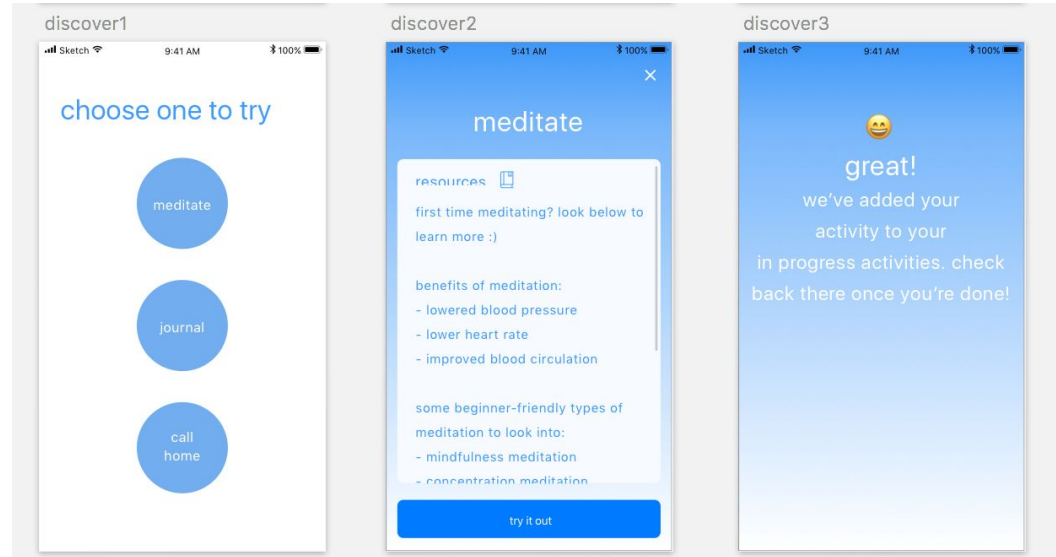 discover1
Sketch 9:41 AM 100%
choose one to try
meditate
journal
call
home
discover2
Sketch 9:41 AM 100%
meditate
resources
first time meditating? look below to
learn more :)
benefits of meditation:
- lowered blood pressure
- lower heart rate
- improved blood circulation
some beginner-friendly types of
meditation to look into:
- mindfulness meditation
- concentration meditation
try it out
discover3
Sketch 9:41 AM 100%
great!
we’ve added your
activity to your
in progress activities. check
back there once you’re done!